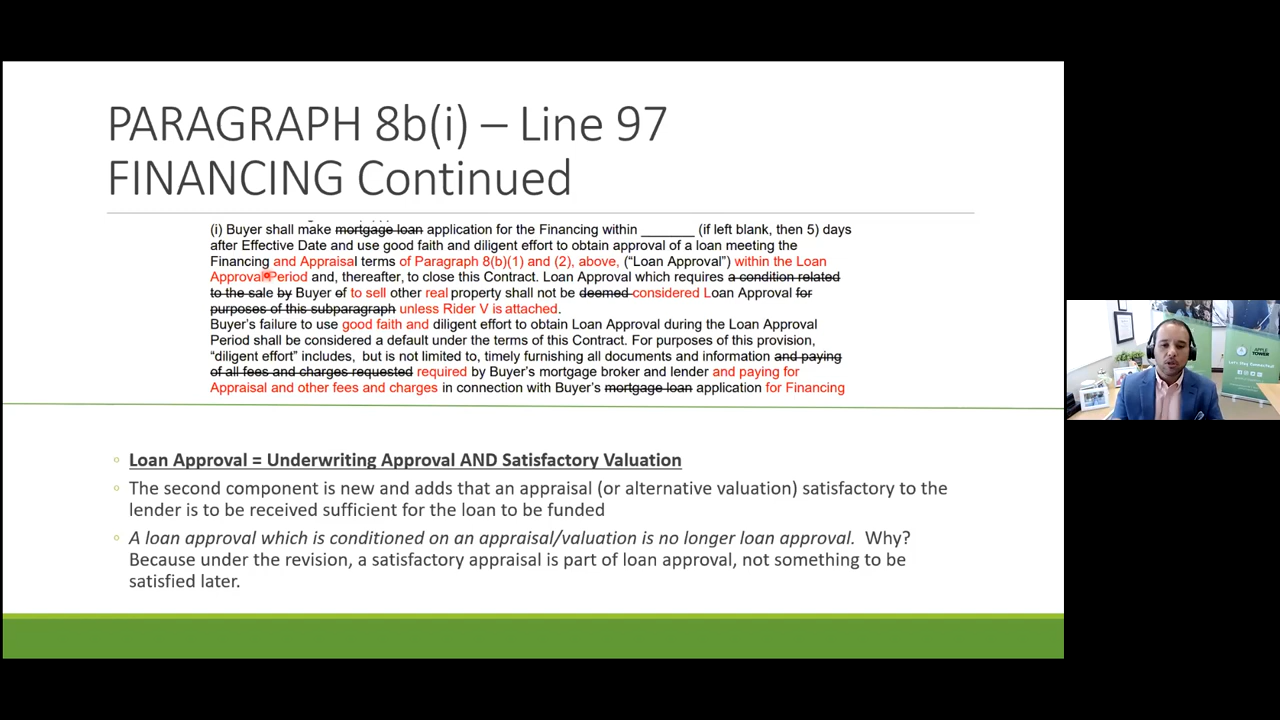 PARAGRAPH 8b(i) – Line 97
FINANCING Continued
(i) Buyer shall make mortgage loan application for the Financing within _______ (if left blank, then 5) days
after Effective Date and use good faith and diligent effort to obtain approval of a loan meeting the
Financing and Appraisal terms of Paragraph 8(b)(1) and (2), above, (“Loan Approval”) within the Loan
Approval Period and, thereafter, to close this Contract. Loan Approval which requires a condition related
to the sale by Buyer of to sell other real property shall not be deemed considered Loan Approval for
purposes of this subparagraph unless Rider V is attached.
Buyer’s failure to use good faith and diligent effort to obtain Loan Approval during the Loan Approval
Period shall be considered a default under the terms of this Contract. For purposes of this provision,
“diligent effort” includes, but is not limited to, timely furnishing all documents and information and paying
of all fees and charges requested required by Buyer’s mortgage broker and lender and paying for
Appraisal and other fees and charges in connection with Buyer’s mortgage loan application for Financing
Loan Approval = Underwriting Approval AND Satisfactory Valuation
The second component is new and adds that an appraisal (or alternative valuation) satisfactory to the
lender is to be received sufficient for the loan to be funded
A loan approval which is conditioned on an appraisal/valuation is no longer loan approval. Why?
Because under the revision, a satisfactory appraisal is part of loan approval, not something to be
satisfied later.
APPLE
TOWER